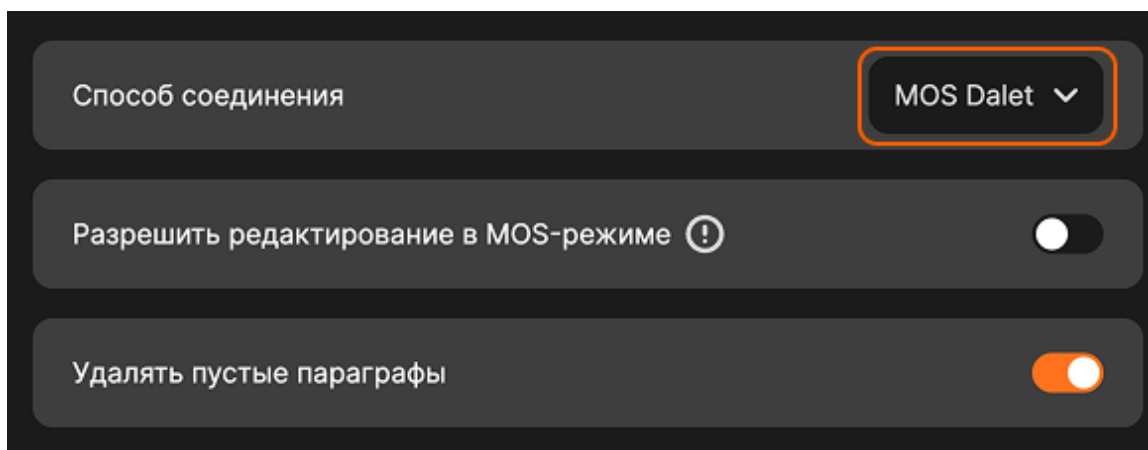 Способ соединения MOS Dalet
Разрешить редактирование в MOS-режиме
Удалять пустые параграфы